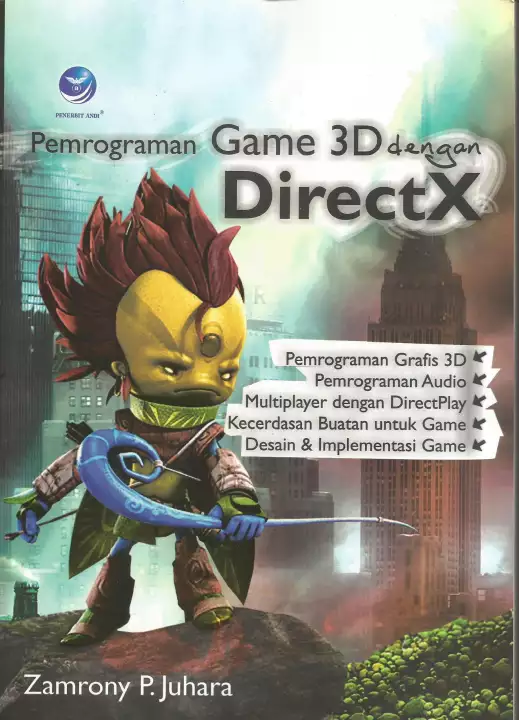 PENERBIT ANDI®
Pemrograman Game 3D dengan
DirectX
Pemrograman Grafis 3D
Pemrograman Audio
Multiplayer dengan DirectPlay
Kecerdasan Buatan untuk Game
Desain & Implementasi Game
Zamrony P. Juhara